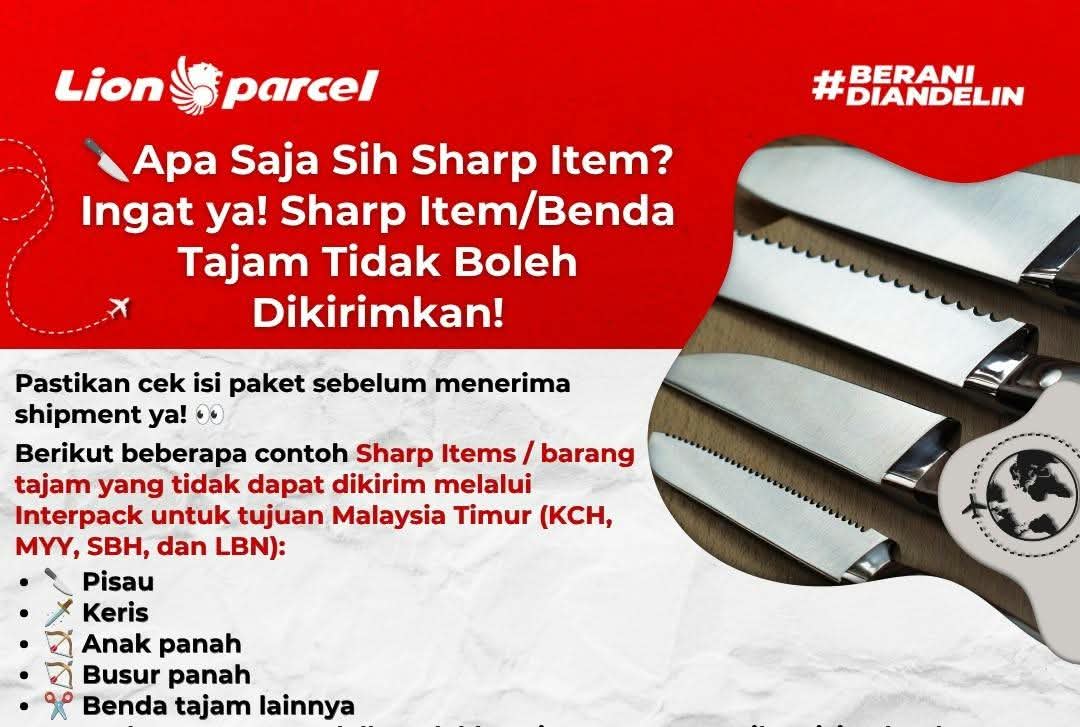 Lion parcel
#BERANI
DIANDELIN
🔪Apa Saja Sih Sharp Item?
Ingat ya! Sharp Item/Benda
Tajam Tidak Boleh
Dikirimkan!
Pastikan cek isi paket sebelum menerima
shipment ya! 👀
Berikut beberapa contoh Sharp Items / barang
tajam yang tidak dapat dikirim melalui
Interpack untuk tujuan Malaysia Timur (KCH,
MYY, SBH, dan LBN):
• 🔪 Pisau
• 🗡️ Keris
• 🏹 Anak panah
• 🏹 Busur panah
• ✂️ Benda tajam lainnya